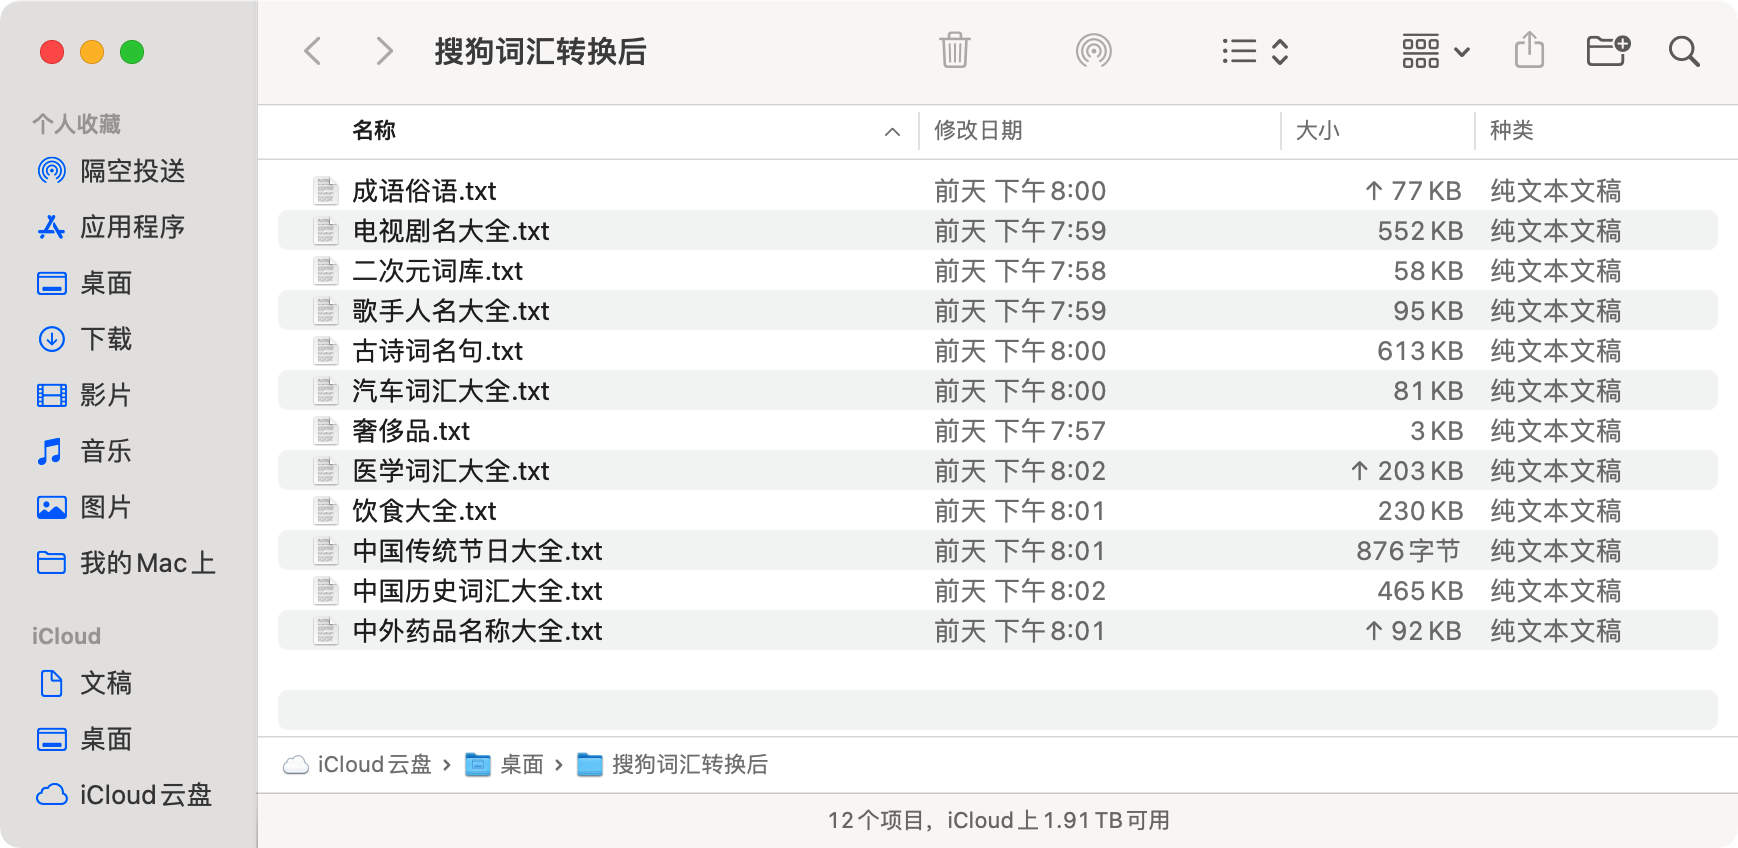 搜狗词汇转换后
个人收藏
隔空投送
应用程序
桌面
下载
影片
音乐
图片
我的Mac上
iCloud
文稿
桌面
iCloud云盘
名称 修改日期 大小 种类
成语俗语.txt 前天 下午8:00 ↑ 77 KB 纯文本文稿
电视剧名大全.txt 前天 下午7:59 552 KB 纯文本文稿
二次元词库.txt 前天 下午7:58 58 KB 纯文本文稿
歌手人名大全.txt 前天 下午7:59 95 KB 纯文本文稿
古诗词名句.txt 前天 下午8:00 613 KB 纯文本文稿
汽车词汇大全.txt 前天 下午8:00 81 KB 纯文本文稿
奢侈品.txt 前天 下午7:57 3 KB 纯文本文稿
医学词汇大全.txt 前天 下午8:02 ↑ 203 KB 纯文本文稿
饮食大全.txt 前天 下午8:01 230 KB 纯文本文稿
中国传统节日大全.txt 前天 下午8:01 876字节 纯文本文稿
中国历史词汇大全.txt 前天 下午8:02 465 KB 纯文本文稿
中外药品名称大全.txt 前天 下午8:01 ↑ 92 KB 纯文本文稿
iCloud云盘 › 桌面 › 搜狗词汇转换后
12个项目，iCloud上1.91 TB可用